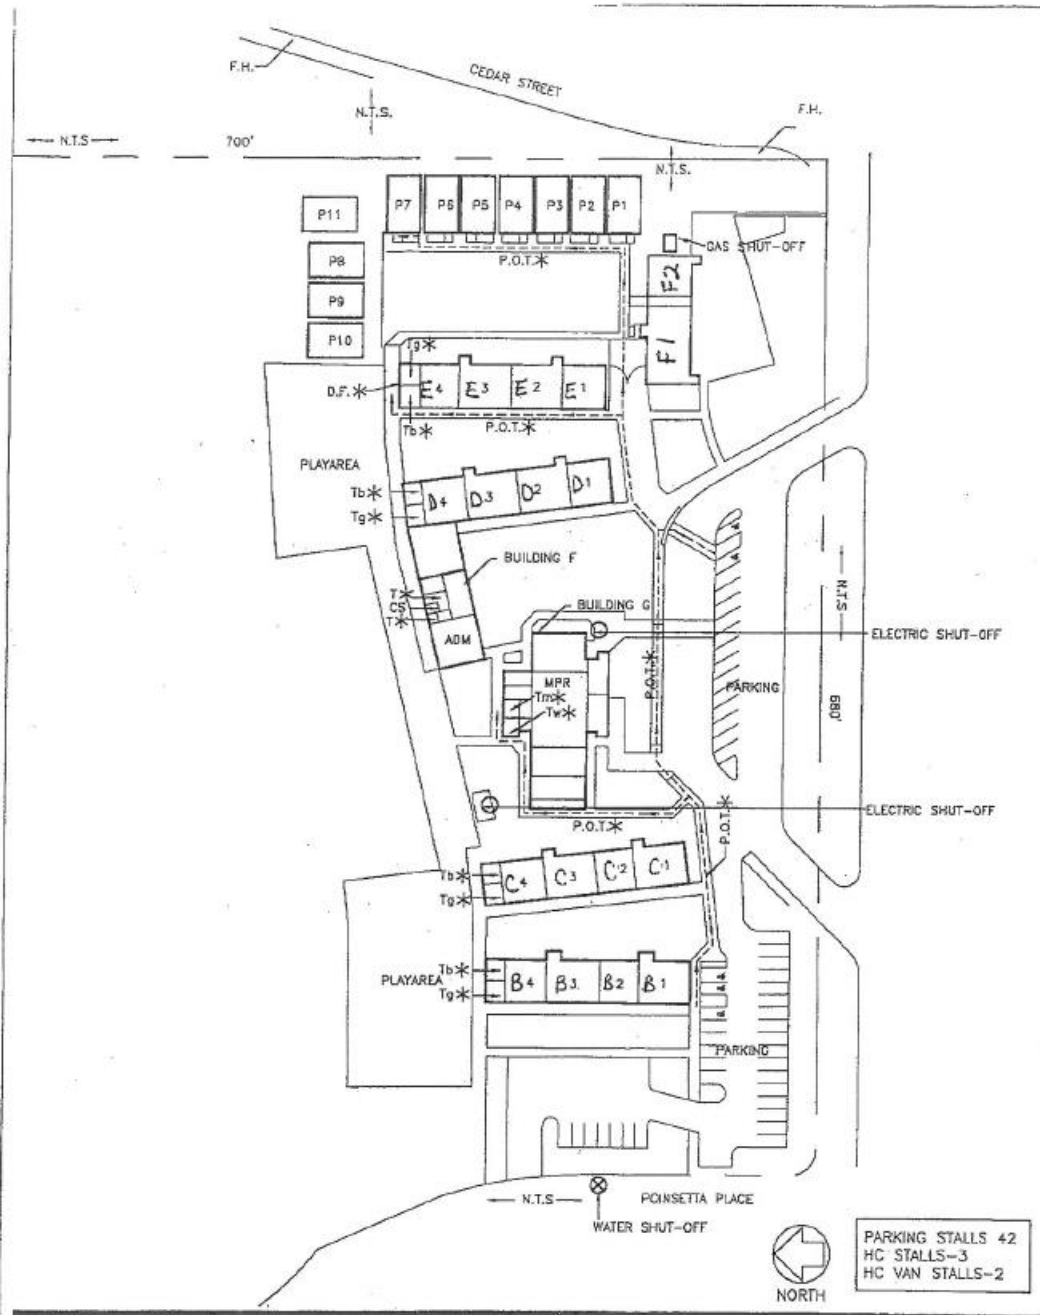 CEDAR STREET
F.H.
F.H.
N.T.S.
N.T.S
700'
N.T.S.
P11
P7
P6
P5
P4
P3
P2
P1
GAS SHUT-OFF
P8
P.O.T.*
F2
P9
P10
F1
Tg*
D.F.*
E4
E3
E2
E1
Tb*
P.O.T.*
PLAYAREA
Tb*
D4
D3
D2
D1
Tg*
BUILDING F
T*
CS
T*
ADM
BUILDING G
N.T.S
ELECTRIC SHUT-OFF
MPR
Tm*
Tw*
P.O.T.*
PARKING
680'
ELECTRIC SHUT-OFF
P.O.T.*
P.O.T.*
Tb*
C4
C3
C2
C1
Tg*
PLAYAREA
Tb*
B4
B3
B2
B1
Tg*
PARKING
N.T.S
POINSETTA PLACE
WATER SHUT-OFF
NORTH
PARKING STALLS 42
HC STALLS-3
HC VAN STALLS-2